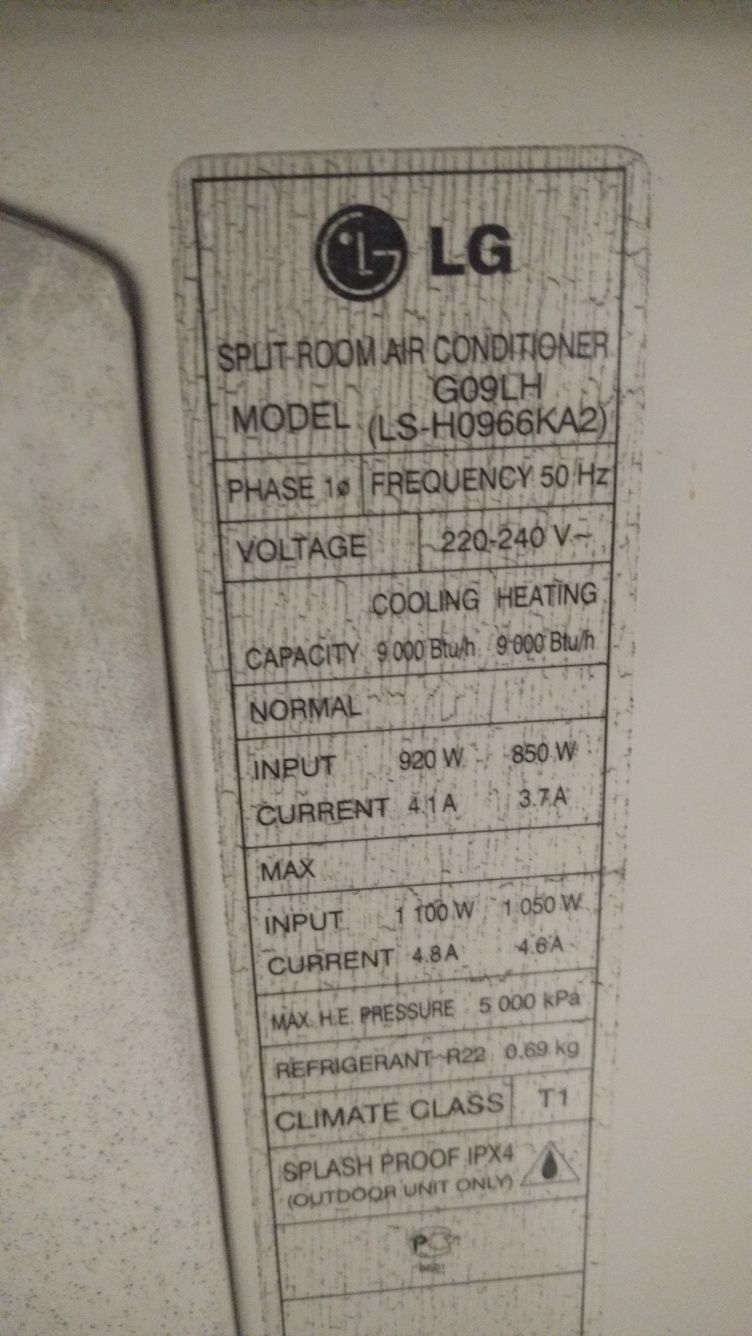 LG
SPLIT-ROOM AIR CONDITIONER
MODEL G09LH
(LS-H0966KA2)
PHASE 1ø FREQUENCY 50 Hz
VOLTAGE 220-240 V~
COOLING HEATING
CAPACITY 9 000 Btu/h 9 000 Btu/h
NORMAL
INPUT 920 W 850 W
CURRENT 4.1 A 3.7 A
MAX
INPUT 1 100 W 1 050 W
CURRENT 4.8 A 4.6 A
MAX. H.E. PRESSURE 5 000 kPa
REFRIGERANT R22 0.69 kg
CLIMATE CLASS T1
SPLASH PROOF IPX4
(OUTDOOR UNIT ONLY)